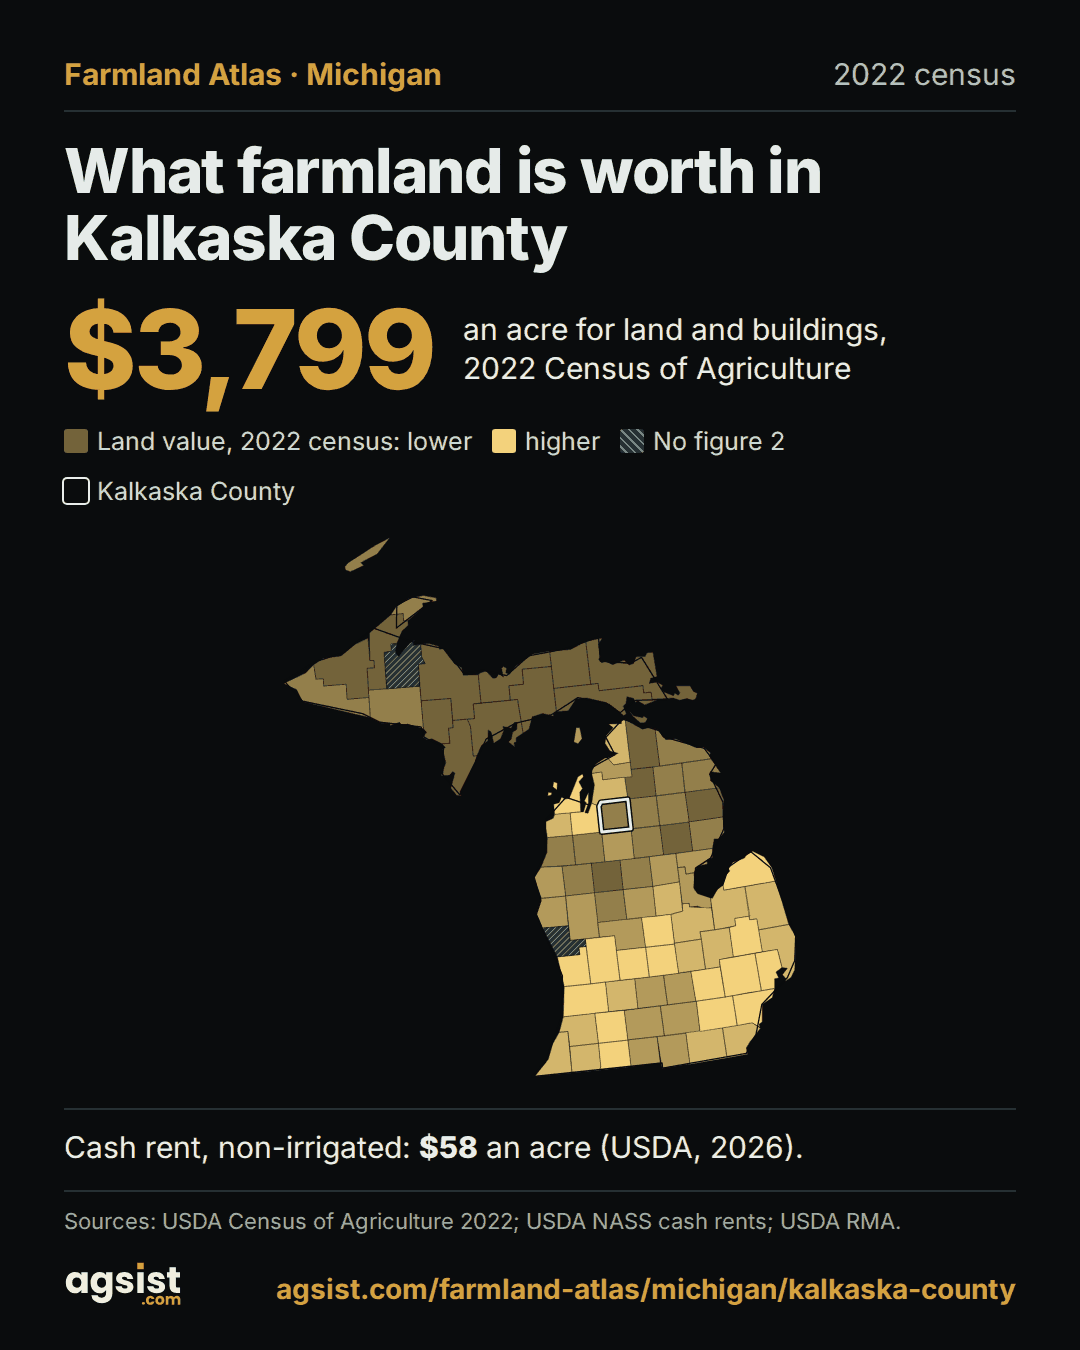 Farmland Atlas · Michigan
2022 census
What farmland is worth in
Kalkaska County
$3,799
an acre for land and buildings,
2022 Census of Agriculture
Land value, 2022 census: lower
higher
No figure 2
Kalkaska County
Cash rent, non-irrigated: $58 an acre (USDA, 2026).
Sources: USDA Census of Agriculture 2022; USDA NASS cash rents; USDA RMA.
agsist
.com
agsist.com/farmland-atlas/michigan/kalkaska-county